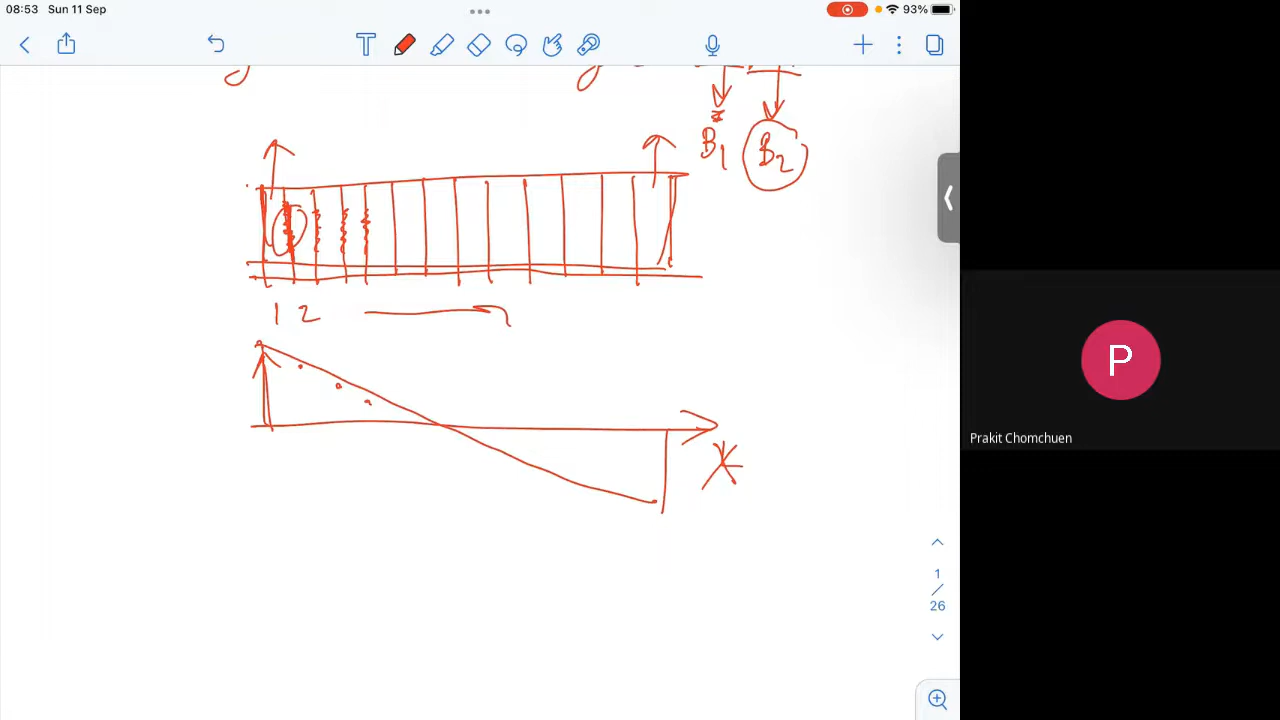 08:53 Sun 11 Sep 93%
T
B1 B2
1 2
X
P
Prakit Chomchuen
1
/
26